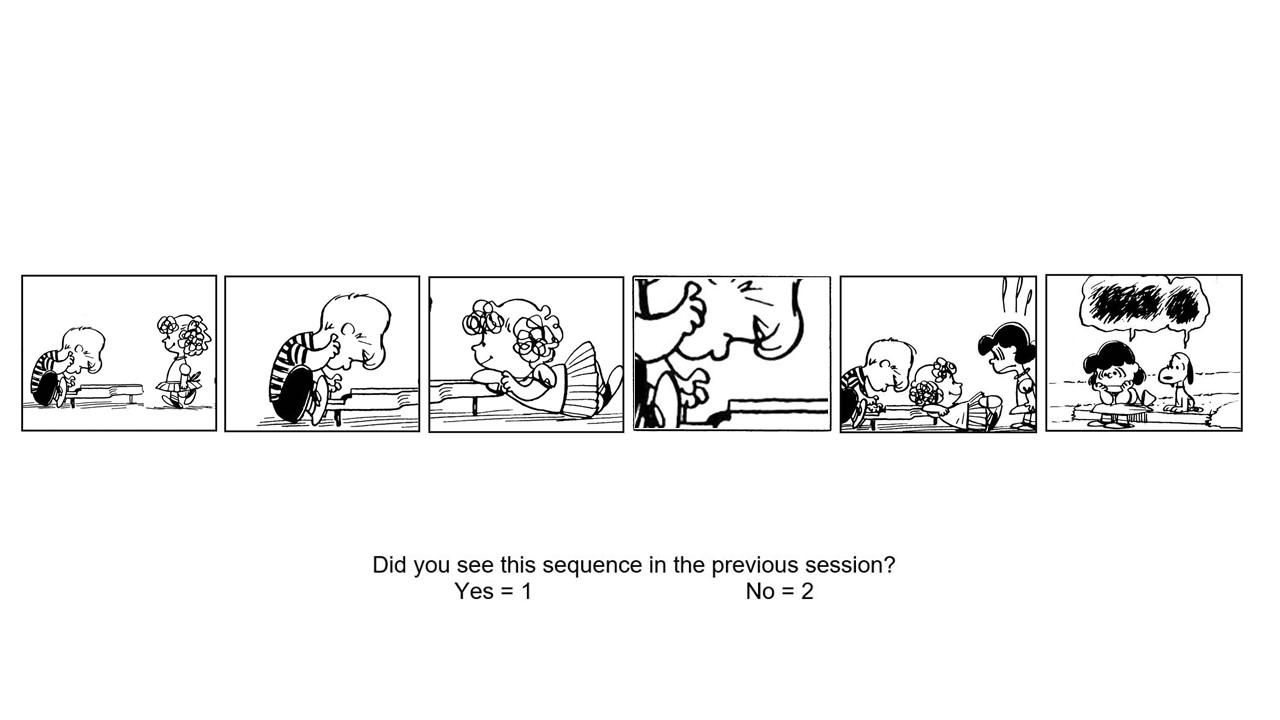 Did you see this sequence in the previous session?
Yes = 1 No = 2